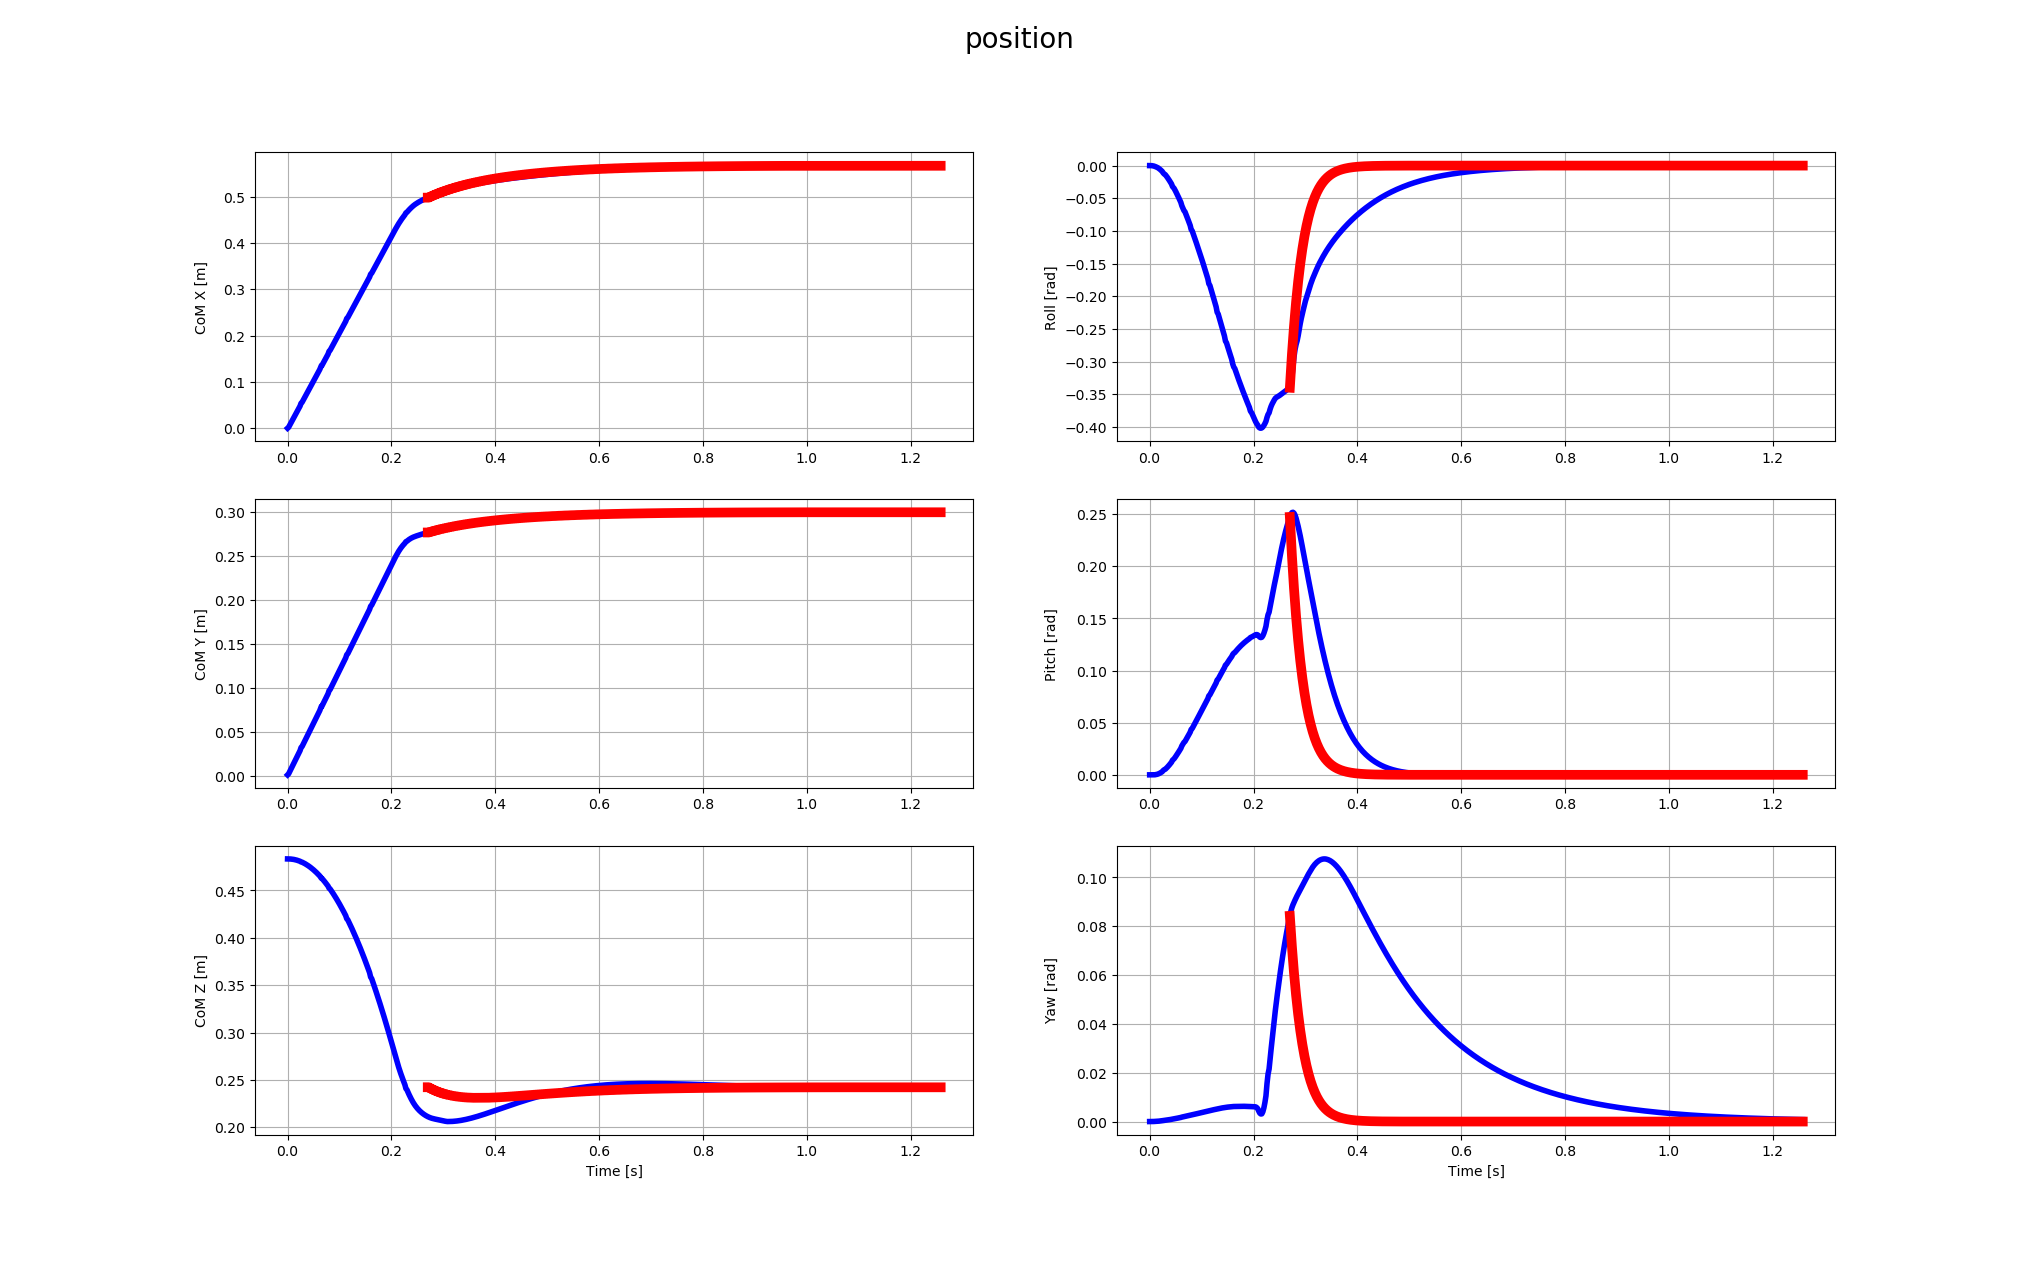 position
CoM X [m]
0.5
0.4
0.3
0.2
0.1
0.0
0.0 0.2 0.4 0.6 0.8 1.0 1.2
Roll [rad]
0.00
−0.05
−0.10
−0.15
−0.20
−0.25
−0.30
−0.35
−0.40
0.0 0.2 0.4 0.6 0.8 1.0 1.2
CoM Y [m]
0.30
0.25
0.20
0.15
0.10
0.05
0.00
0.0 0.2 0.4 0.6 0.8 1.0 1.2
Pitch [rad]
0.25
0.20
0.15
0.10
0.05
0.00
0.0 0.2 0.4 0.6 0.8 1.0 1.2
CoM Z [m]
0.45
0.40
0.35
0.30
0.25
0.20
0.0 0.2 0.4 0.6 0.8 1.0 1.2
Time [s]
Yaw [rad]
0.10
0.08
0.06
0.04
0.02
0.00
0.0 0.2 0.4 0.6 0.8 1.0 1.2
Time [s]